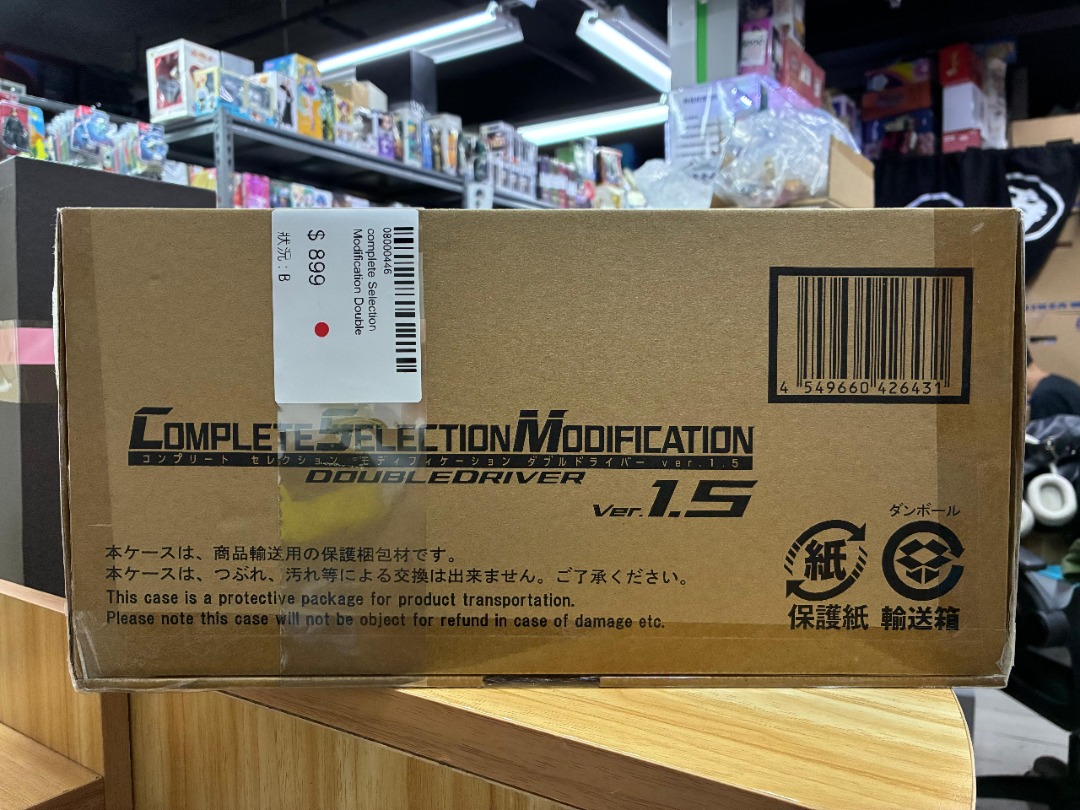 08000446
complete Selection
Modification Double
$ 899
狀況 : B
4 549660 426431
COMPLETE SELECTION MODIFICATION
コンプリート セレクション モディフィケーション ダブルドライバー ver.1.5
DOUBLEDRIVER
Ver. 1.5
本ケースは、商品輸送用の保護梱包材です。
本ケースは、つぶれ、汚れ等による交換は出来ません。ご了承ください。
This case is a protective package for product transportation.
Please note this case will not be object for refund in case of damage etc.
ダンボール
紙
保護紙
輸送箱